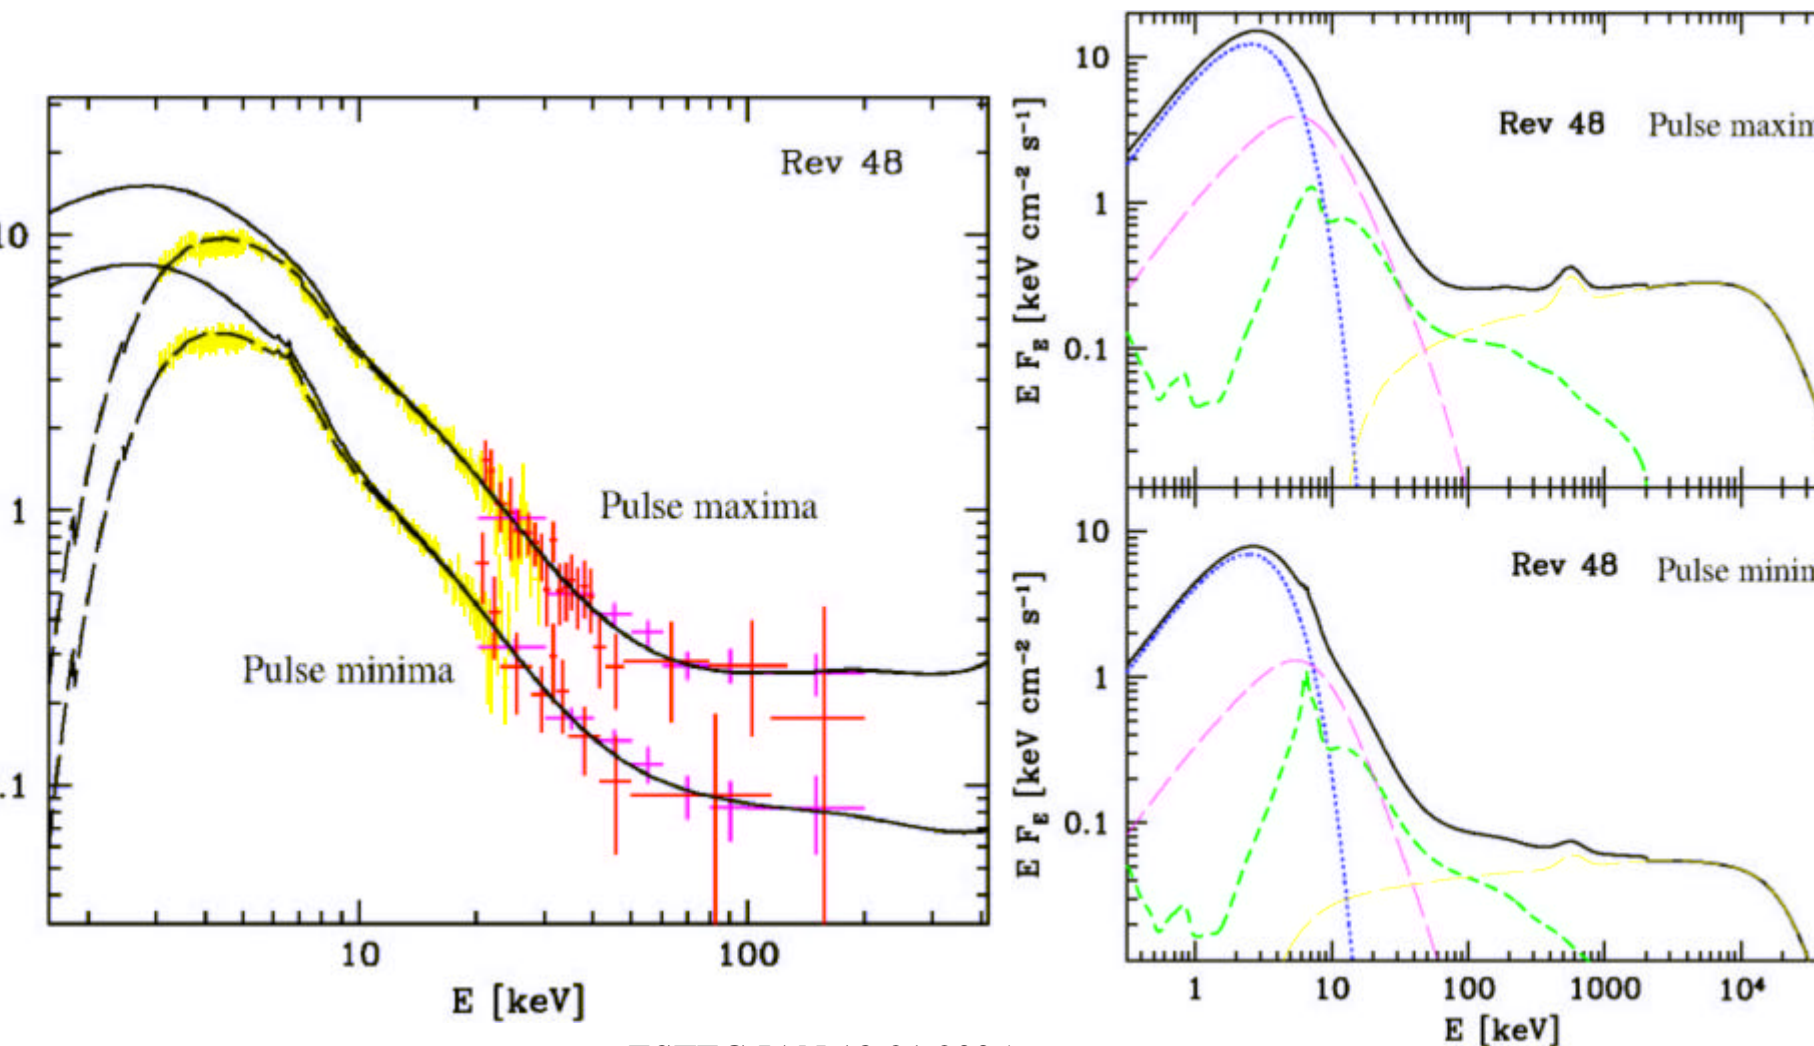 Rev 48
10
1
.1
Pulse maxima
Pulse minima
10 100
E [keV]
E F_E [keV cm⁻² s⁻¹]
10
1
0.1
Rev 48 Pulse maxim
E F_E [keV cm⁻² s⁻¹]
10
1
0.1
Rev 48 Pulse minim
1 10 100 1000 10⁴
E [keV]